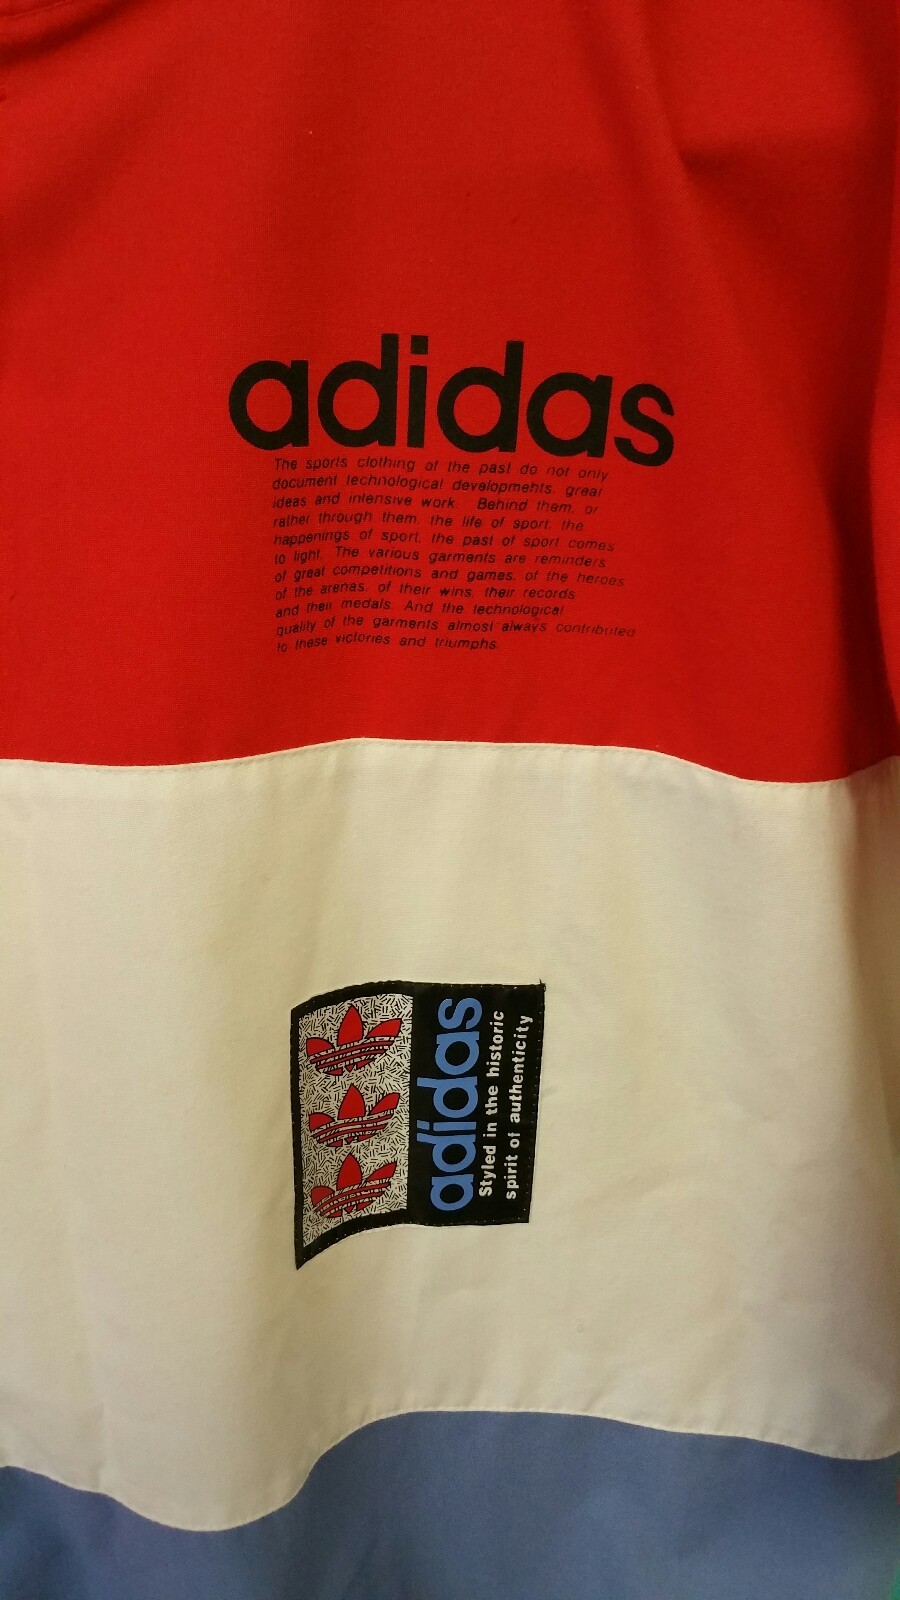 adidas
The sports clothing of the past do not only
document technological developments, great
ideas and intensive work. Behind them, or
rather through them, the life of sport, the
happenings of sport, the past of sport comes
to light. The various garments are reminders
of great competitions and games, of the heroes
of the arenas, of their wins, their records
and their medals. And the technological
quality of the garments almost always contributed
to these victories and triumphs.
adidas
Styled in the historic
spirit of authenticity